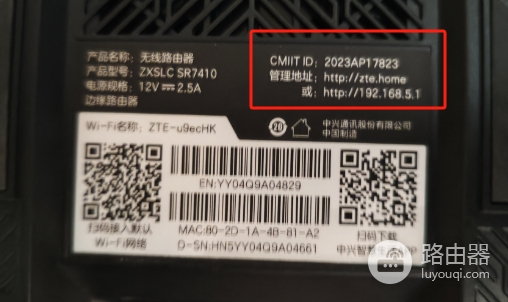 产品名称：无线路由器
产品型号：ZXSLC SR7410
电源规格：12V⎓2.5A
边缘路由器
CMIIT ID：2023AP17823
管理地址：http://zte.home
或：http://192.168.5.1
Wi-Fi名称：ZTE-u9ecHK
20
中兴通讯股份有限公司
中国制造
EN:YY04Q9A04829
MAC:80-2D-1A-4B-81-A2
D-SN:HN5YY04Q9A04661
扫码接入默认
Wi-Fi网络
扫码下载
中兴智慧生活
路由器
luyouqi.com